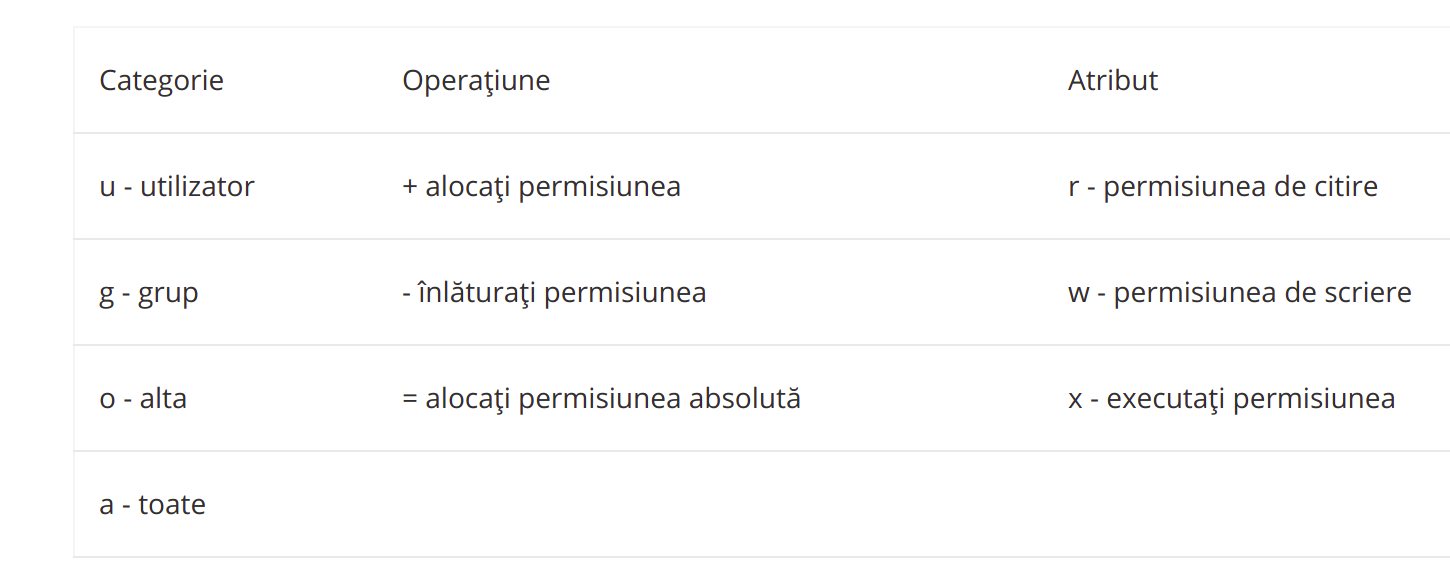 Categorie Operaţiune Atribut
u - utilizator + alocaţi permisiunea r - permisiunea de citire
g - grup - înlăturaţi permisiunea w - permisiunea de scriere
o - alta = alocaţi permisiunea absolută x - executaţi permisiunea
a - toate